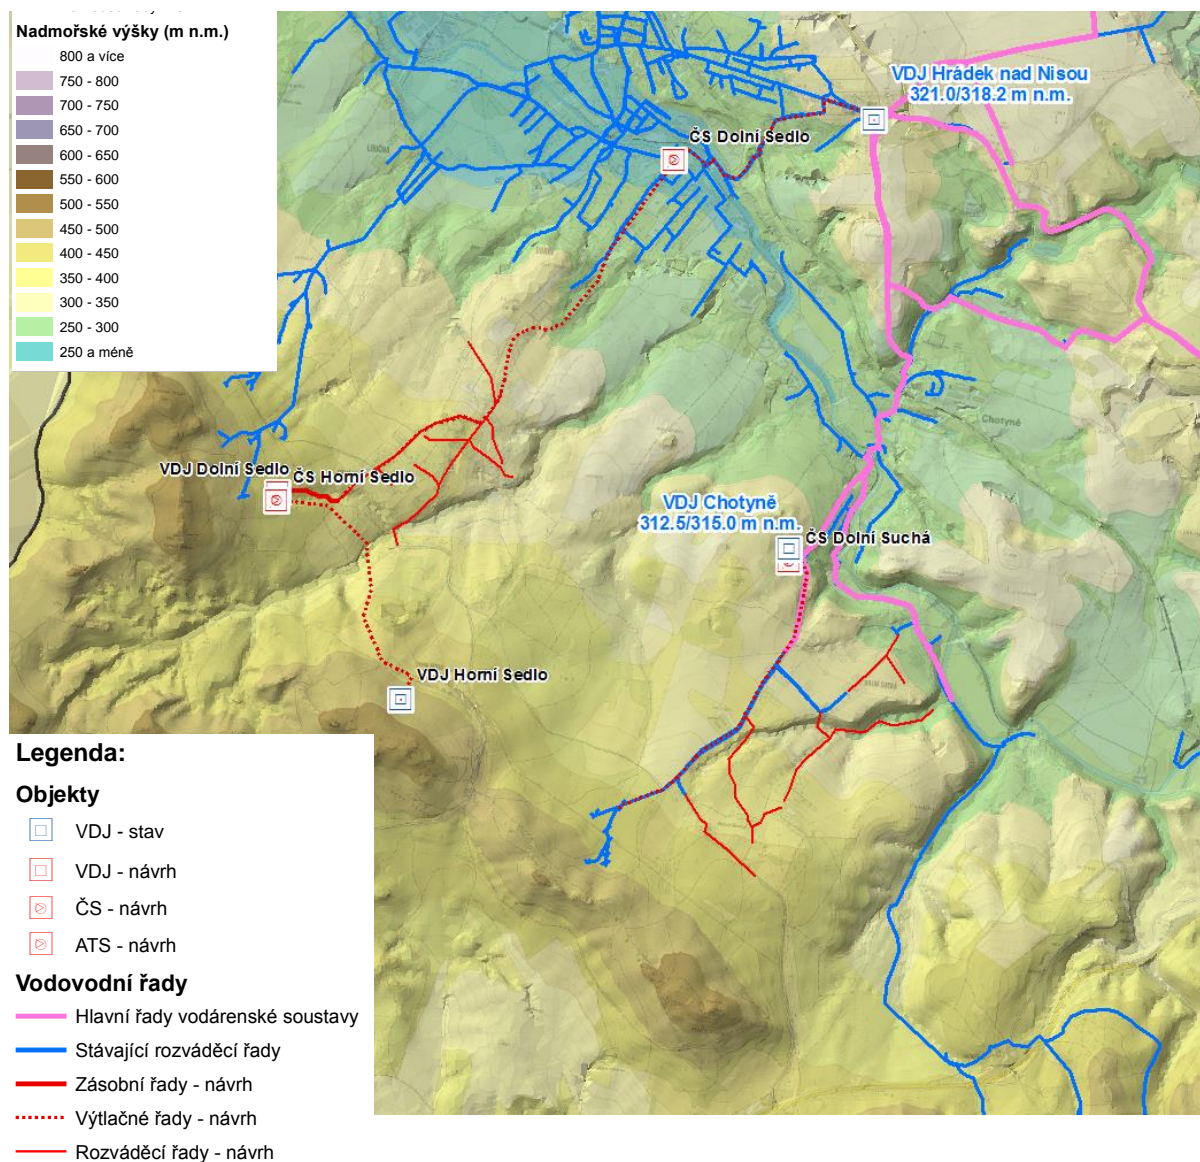 Nadmořské výšky (m n.m.)
800 a více
750 - 800
700 - 750
650 - 700
600 - 650
550 - 600
500 - 550
450 - 500
400 - 450
350 - 400
300 - 350
250 - 300
250 a méně
VDJ Hrádek nad Nisou
321.0/318.2 m n.m.
ČS Dolní Sedlo
Chotyně
VDJ Dolní Sedlo
ČS Horní Sedlo
VDJ Chotyně
312.5/315.0 m n.m.
ČS Dolní Suchá
VDJ Horní Sedlo
Legenda:
Objekty
VDJ - stav
VDJ - návrh
ČS - návrh
ATS - návrh
Vodovodní řady
Hlavní řady vodárenské soustavy
Stávající rozváděcí řady
Zásobní řady - návrh
Výtlačné řady - návrh
Rozváděcí řady - návrh